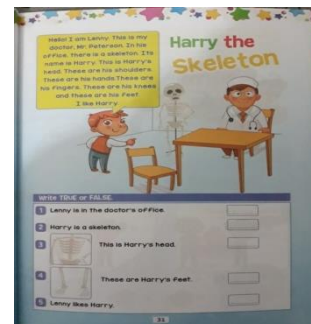 Hello! I am Lenny. This is my
doctor, Mr. Peterson. In his
office. There is a skeleton. Its
name is Harry. This is Harry's
head. These are his shoulders.
These are his hands.These are
his fingers. These are his knees
and these are his feet.
I like Harry.
Harry the
Skeleton
Write TRUE or FALSE.
1 Lenny is in the doctor's office.
2 Harry is a skeleton.
3 This is Harry's head.
4 These are Harry's feet.
5 Lenny likes Harry.
31